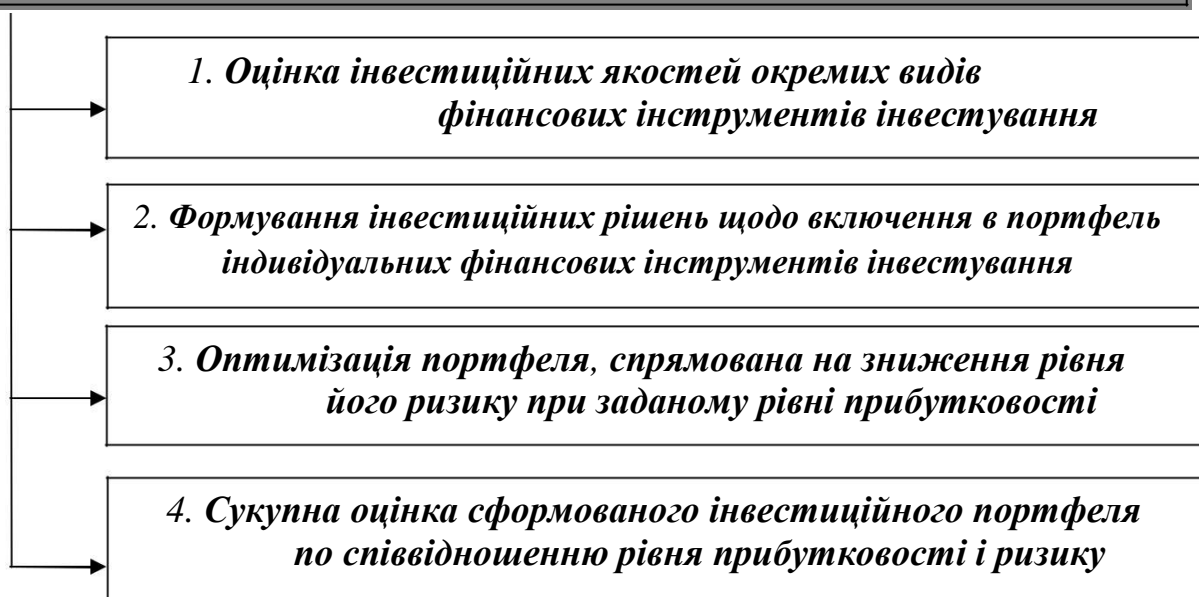 1. Оцінка інвестиційних якостей окремих видів
фінансових інструментів інвестування
2. Формування інвестиційних рішень щодо включення в портфель
індивідуальних фінансових інструментів інвестування
3. Оптимізація портфеля, спрямована на зниження рівня
його ризику при заданому рівні прибутковості
4. Сукупна оцінка сформованого інвестиційного портфеля
по співвідношенню рівня прибутковості і ризику